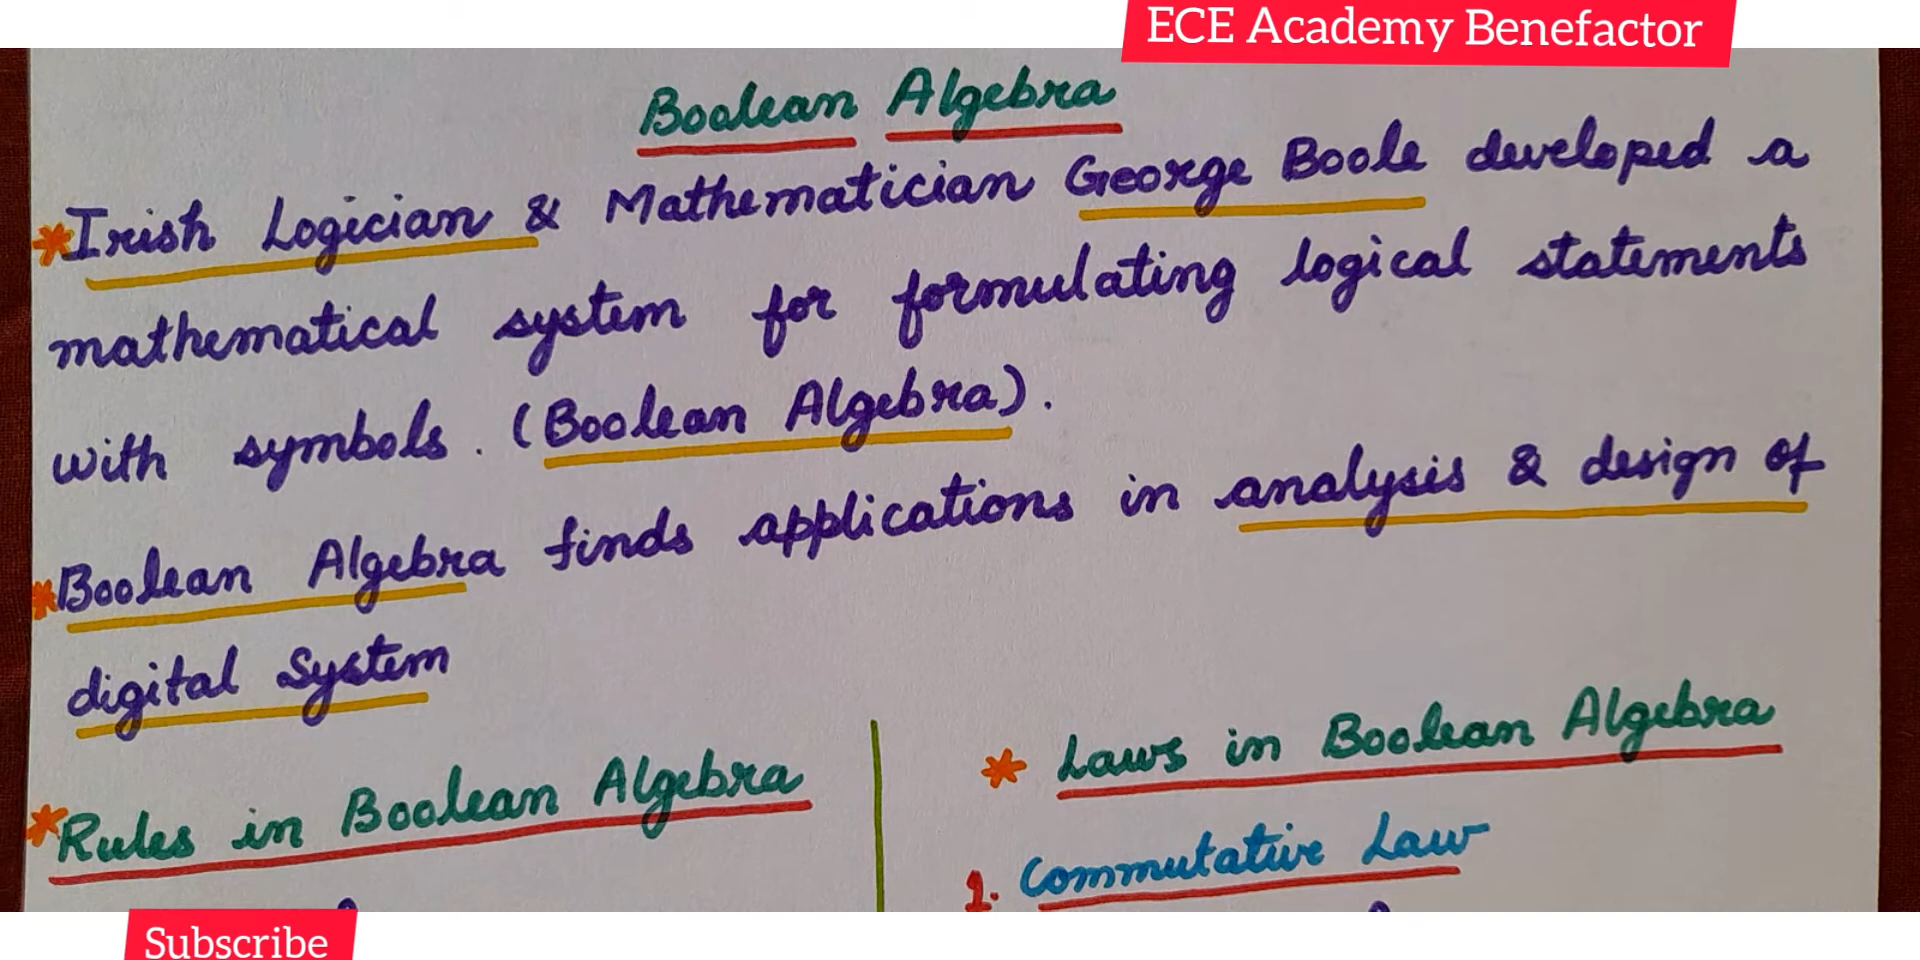 ECE Academy Benefactor
Boolean Algebra
*Irish Logician & Mathematician George Boole developed a
mathematical system for formulating logical statements
with symbols. (Boolean Algebra).
*Boolean Algebra finds applications in analysis & design of
digital System
*Rules in Boolean Algebra
* Laws in Boolean Algebra
1. Commutative Law
Subscribe